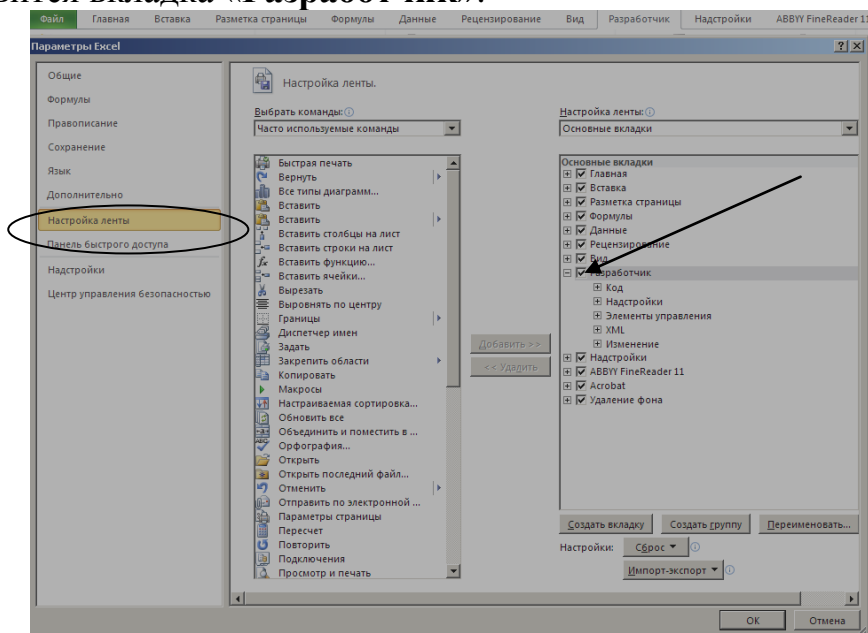 вится вкладка «Разработчик».
Файл Главная Вставка Разметка страницы Формулы Данные Рецензирование Вид Разработчик Надстройки ABBYY FineReader 11
Параметры Excel
Общие
Формулы
Правописание
Сохранение
Язык
Дополнительно
Настройка ленты
Панель быстрого доступа
Надстройки
Центр управления безопасностью
Настройка ленты.
Выбрать команды:
Часто используемые команды
Быстрая печать
Вернуть
Все типы диаграмм...
Вставить
Вставить
Вставить столбцы на лист
Вставить строки на лист
Вставить функцию...
Вставить ячейки...
Вырезать
Выровнять по центру
Границы
Диспетчер имен
Задать
Закрепить области
Копировать
Макросы
Настраиваемая сортировка...
Обновить все
Объединить и поместить в ...
Орфография...
Открыть
Открыть последний файл...
Отменить
Отправить по электронной ...
Параметры страницы
Пересчет
Повторить
Подключения
Просмотр и печать
Добавить >>
<< Удалить
Настройка ленты:
Основные вкладки
Основные вкладки
Главная
Вставка
Разметка страницы
Формулы
Данные
Рецензирование
Вид
Разработчик
Код
Надстройки
Элементы управления
XML
Изменение
Надстройки
ABBYY FineReader 11
Acrobat
Удаление фона
Создать вкладку Создать группу Переименовать...
Настройки: Сброс
Импорт-экспорт
ОК Отмена